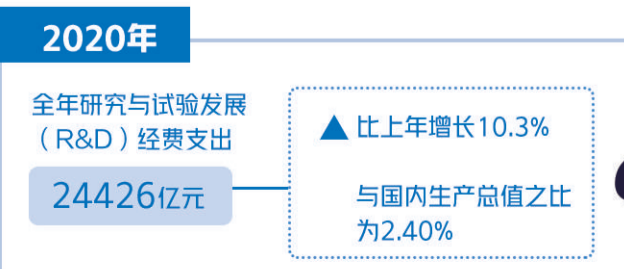 2020年
全年研究与试验发展
（R&D）经费支出
24426亿元
▲ 比上年增长10.3%
与国内生产总值之比
为2.40%